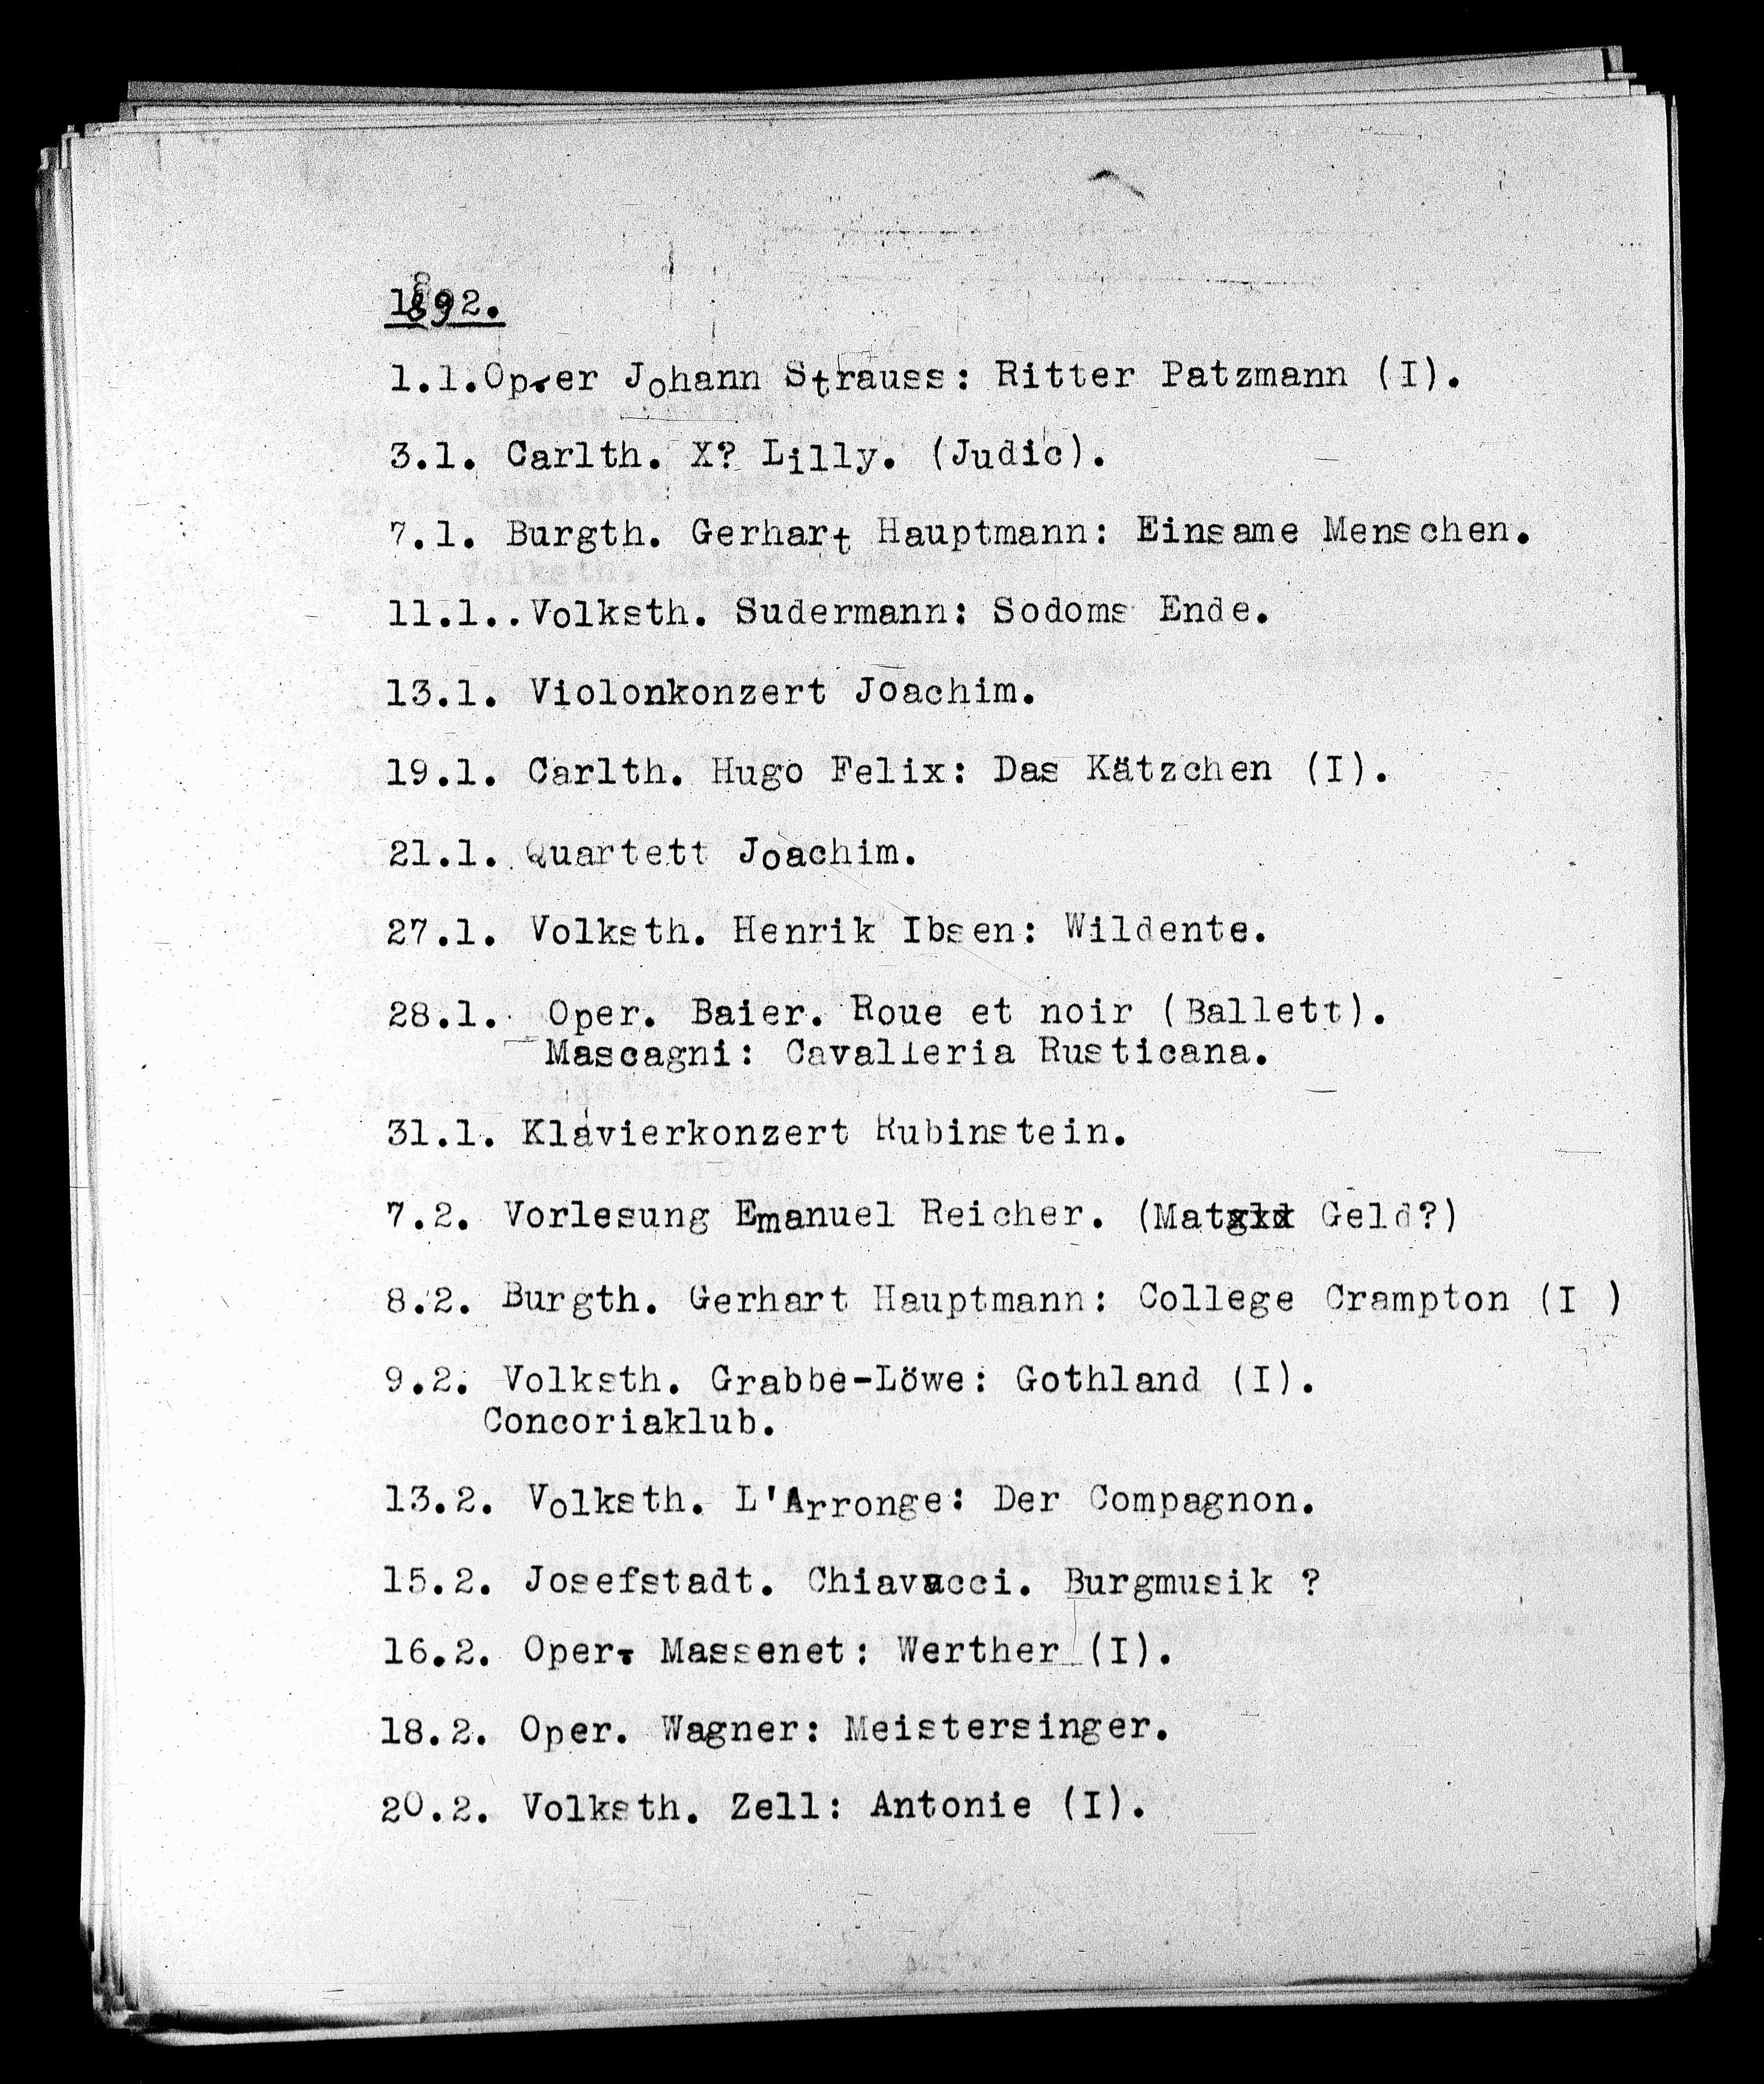 1892.
1.1.Oper Johann Strauss: Ritter Patzmann (I).
3.1. Carlth. X? Lilly. (Judic).
7.1. Burgth. Gerhart Hauptmann: Einsame Menschen.
11.1..Volksth. Sudermann: Sodoms Ende.
13.1. Violonkonzert Joachim.
19.1. Carlth. Hugo Felix: Das Kätzchen (I).
21.1. Quartett Joachim.
27.1. Volksth. Henrik Ibsen: Wildente.
28.1. Oper. Baier. Roue et noir (Ballett).
Mascagni: Cavalleria Rusticana.
31.1. Klavierkonzert Rubinstein.
7.2. Vorlesung Emanuel Reicher. (Mat Geld?)
8.2. Burgth. Gerhart Hauptmann: College Crampton (I )
9.2. Volksth. Grabbe-Löwe: Gothland (I).
Concoriaklub.
13.2. Volksth. L'Arronge: Der Compagnon.
15.2. Josefstadt. Chiavacci. Burgmusik ?
16.2. Oper. Massenet: Werther (I).
18.2. Oper. Wagner: Meistersinger.
20.2. Volksth. Zell: Antonie (I).